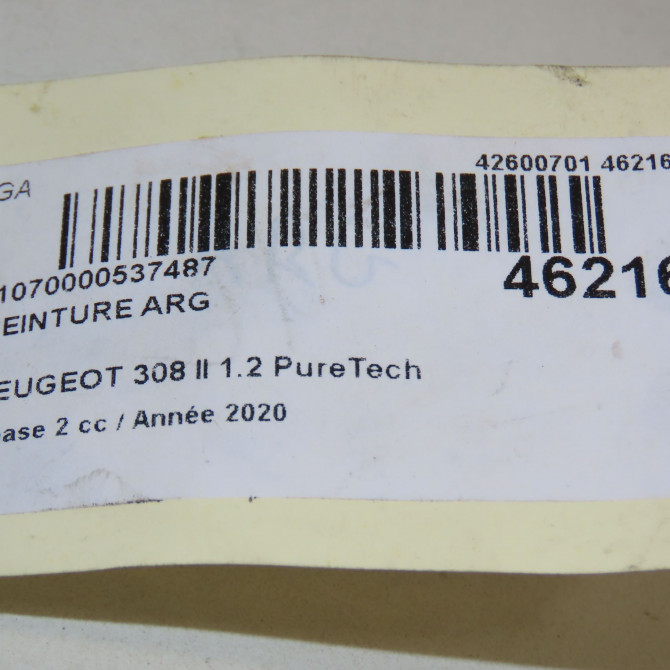 42600701 46216
GA
1070000537487
46216
EINTURE ARG
EUGEOT 308 II 1.2 PureTech
ase 2 cc / Année 2020